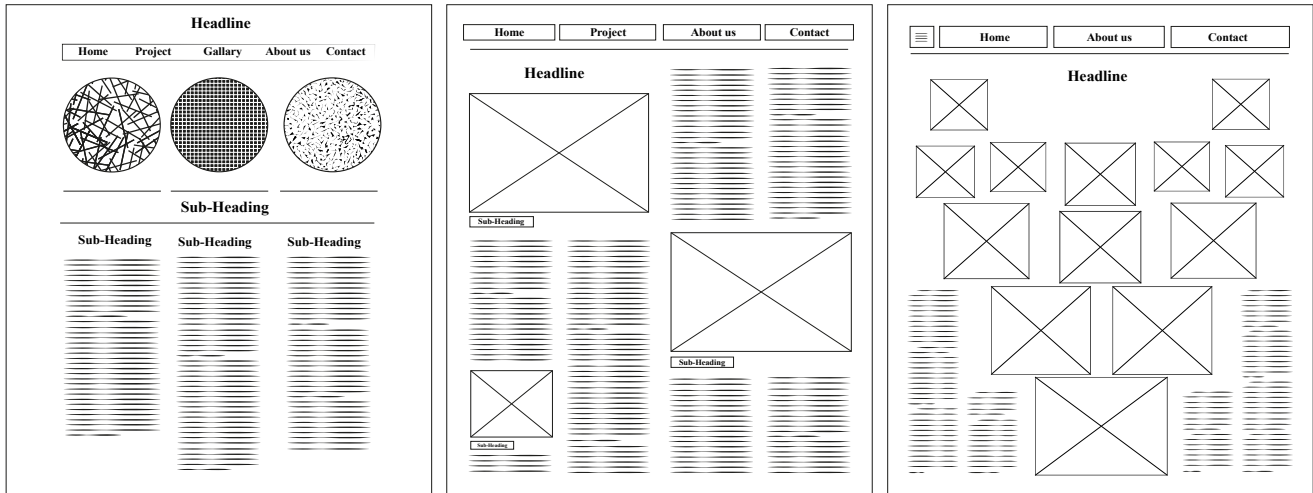 Headline
Home Project Gallary About us Contact
Sub-Heading
Sub-Heading Sub-Heading Sub-Heading
Home Project About us Contact
Headline
Sub-Heading
Sub-Heading
Sub-Heading
Home About us Contact
Headline